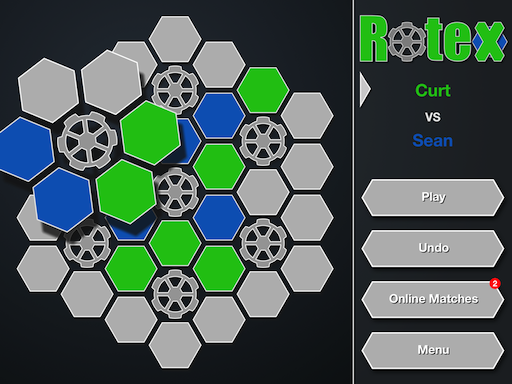 Rotex
Curt
vs
Sean
Play
Undo
Online Matches
2
Menu